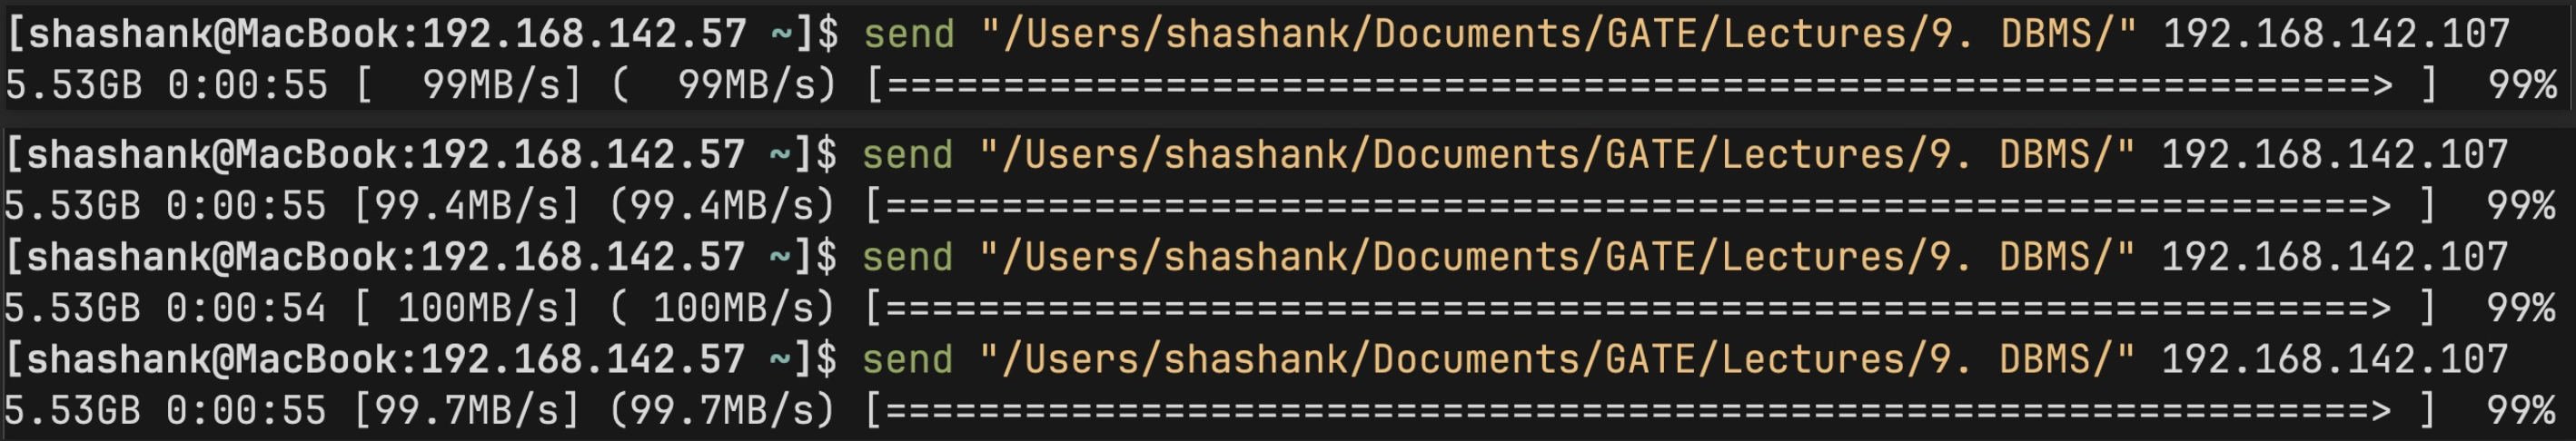 [shashank@MacBook:192.168.142.57 ~]$ send "/Users/shashank/Documents/GATE/Lectures/9. DBMS/" 192.168.142.107
5.53GB 0:00:55 [  99MB/s] (  99MB/s) [================================================================> ]  99%
[shashank@MacBook:192.168.142.57 ~]$ send "/Users/shashank/Documents/GATE/Lectures/9. DBMS/" 192.168.142.107
5.53GB 0:00:55 [99.4MB/s] (99.4MB/s) [================================================================> ]  99%
[shashank@MacBook:192.168.142.57 ~]$ send "/Users/shashank/Documents/GATE/Lectures/9. DBMS/" 192.168.142.107
5.53GB 0:00:54 [ 100MB/s] ( 100MB/s) [================================================================> ]  99%
[shashank@MacBook:192.168.142.57 ~]$ send "/Users/shashank/Documents/GATE/Lectures/9. DBMS/" 192.168.142.107
5.53GB 0:00:55 [99.7MB/s] (99.7MB/s) [================================================================> ]  99%